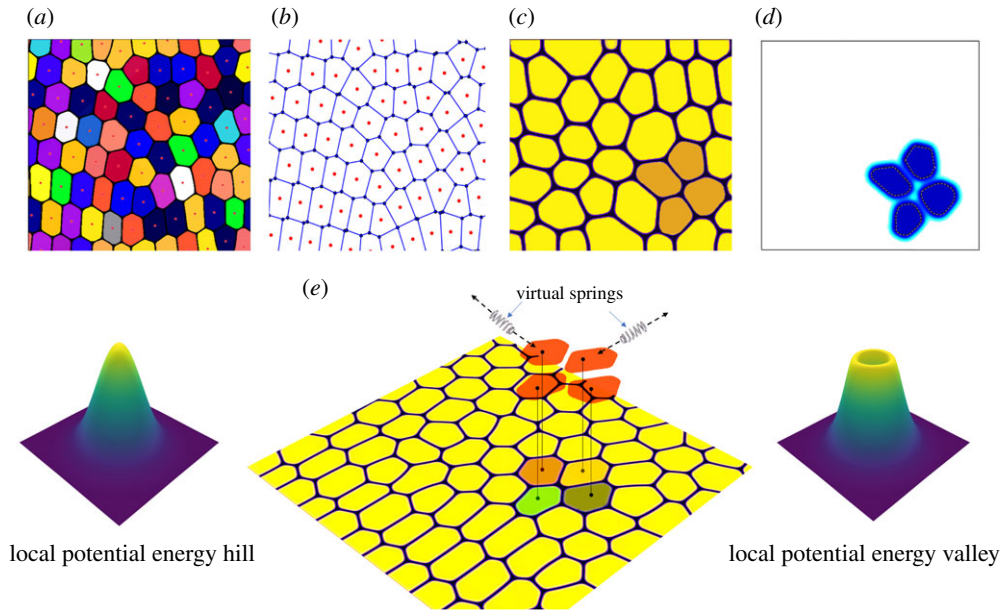 (a)
(b)
(c)
(d)
(e)
virtual springs
local potential energy hill
local potential energy valley